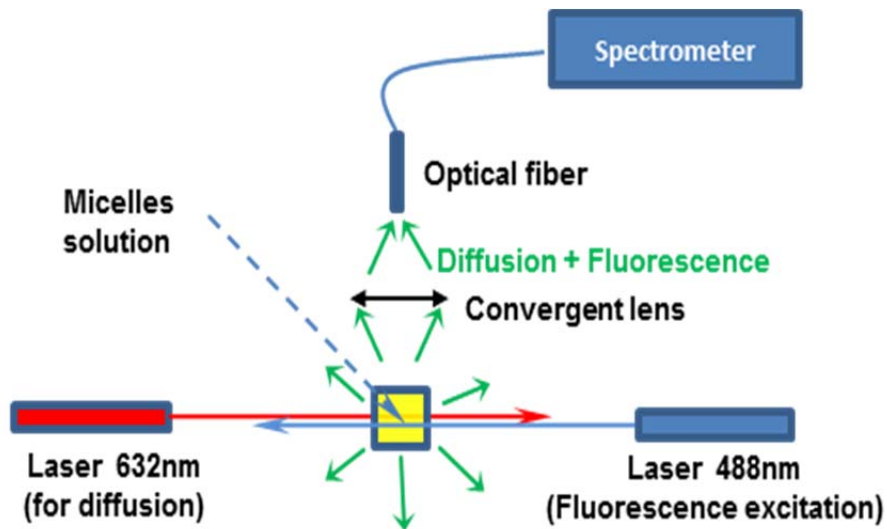 Spectrometer
Optical fiber
Micelles
solution
Diffusion + Fluorescence
Convergent lens
Laser 632nm
(for diffusion)
Laser 488nm
(Fluorescence excitation)